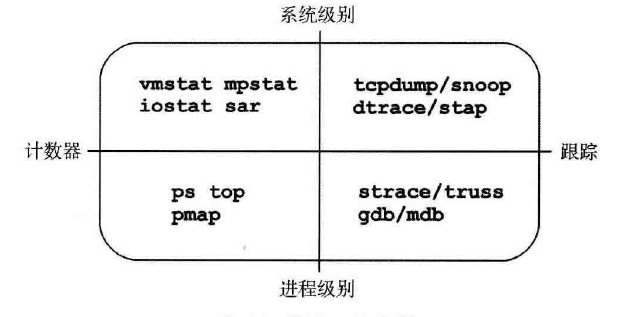 系统级别
vmstat mpstat
iostat sar
tcpdump/snoop
dtrace/stap
计数器
跟踪
ps top
pmap
strace/truss
gdb/mdb
进程级别